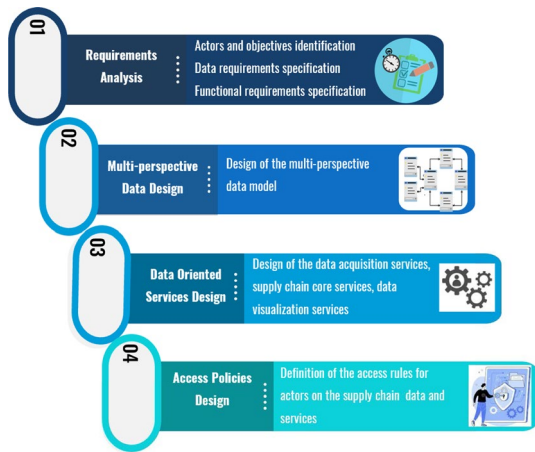 01
Requirements
Analysis
Actors and objectives identification
Data requirements specification
Functional requirements specification
02
Multi-perspective
Data Design
Design of the multi-perspective
data model
03
Data Oriented
Services Design
Design of the data acquisition services,
supply chain core services, data
visualization services
04
Access Policies
Design
Definition of the access rules for
actors on the supply chain data and
services